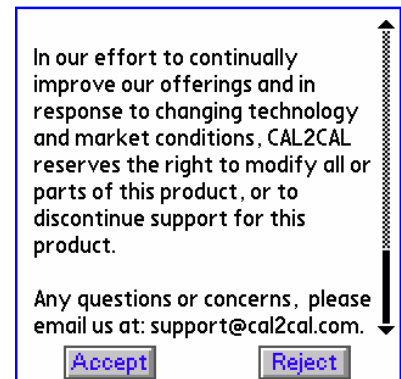 In our effort to continually
improve our offerings and in
response to changing technology
and market conditions, CAL2CAL
reserves the right to modify all or
parts of this product, or to
discontinue support for this
product.
Any questions or concerns, please
email us at: support@cal2cal.com.
Accept Reject